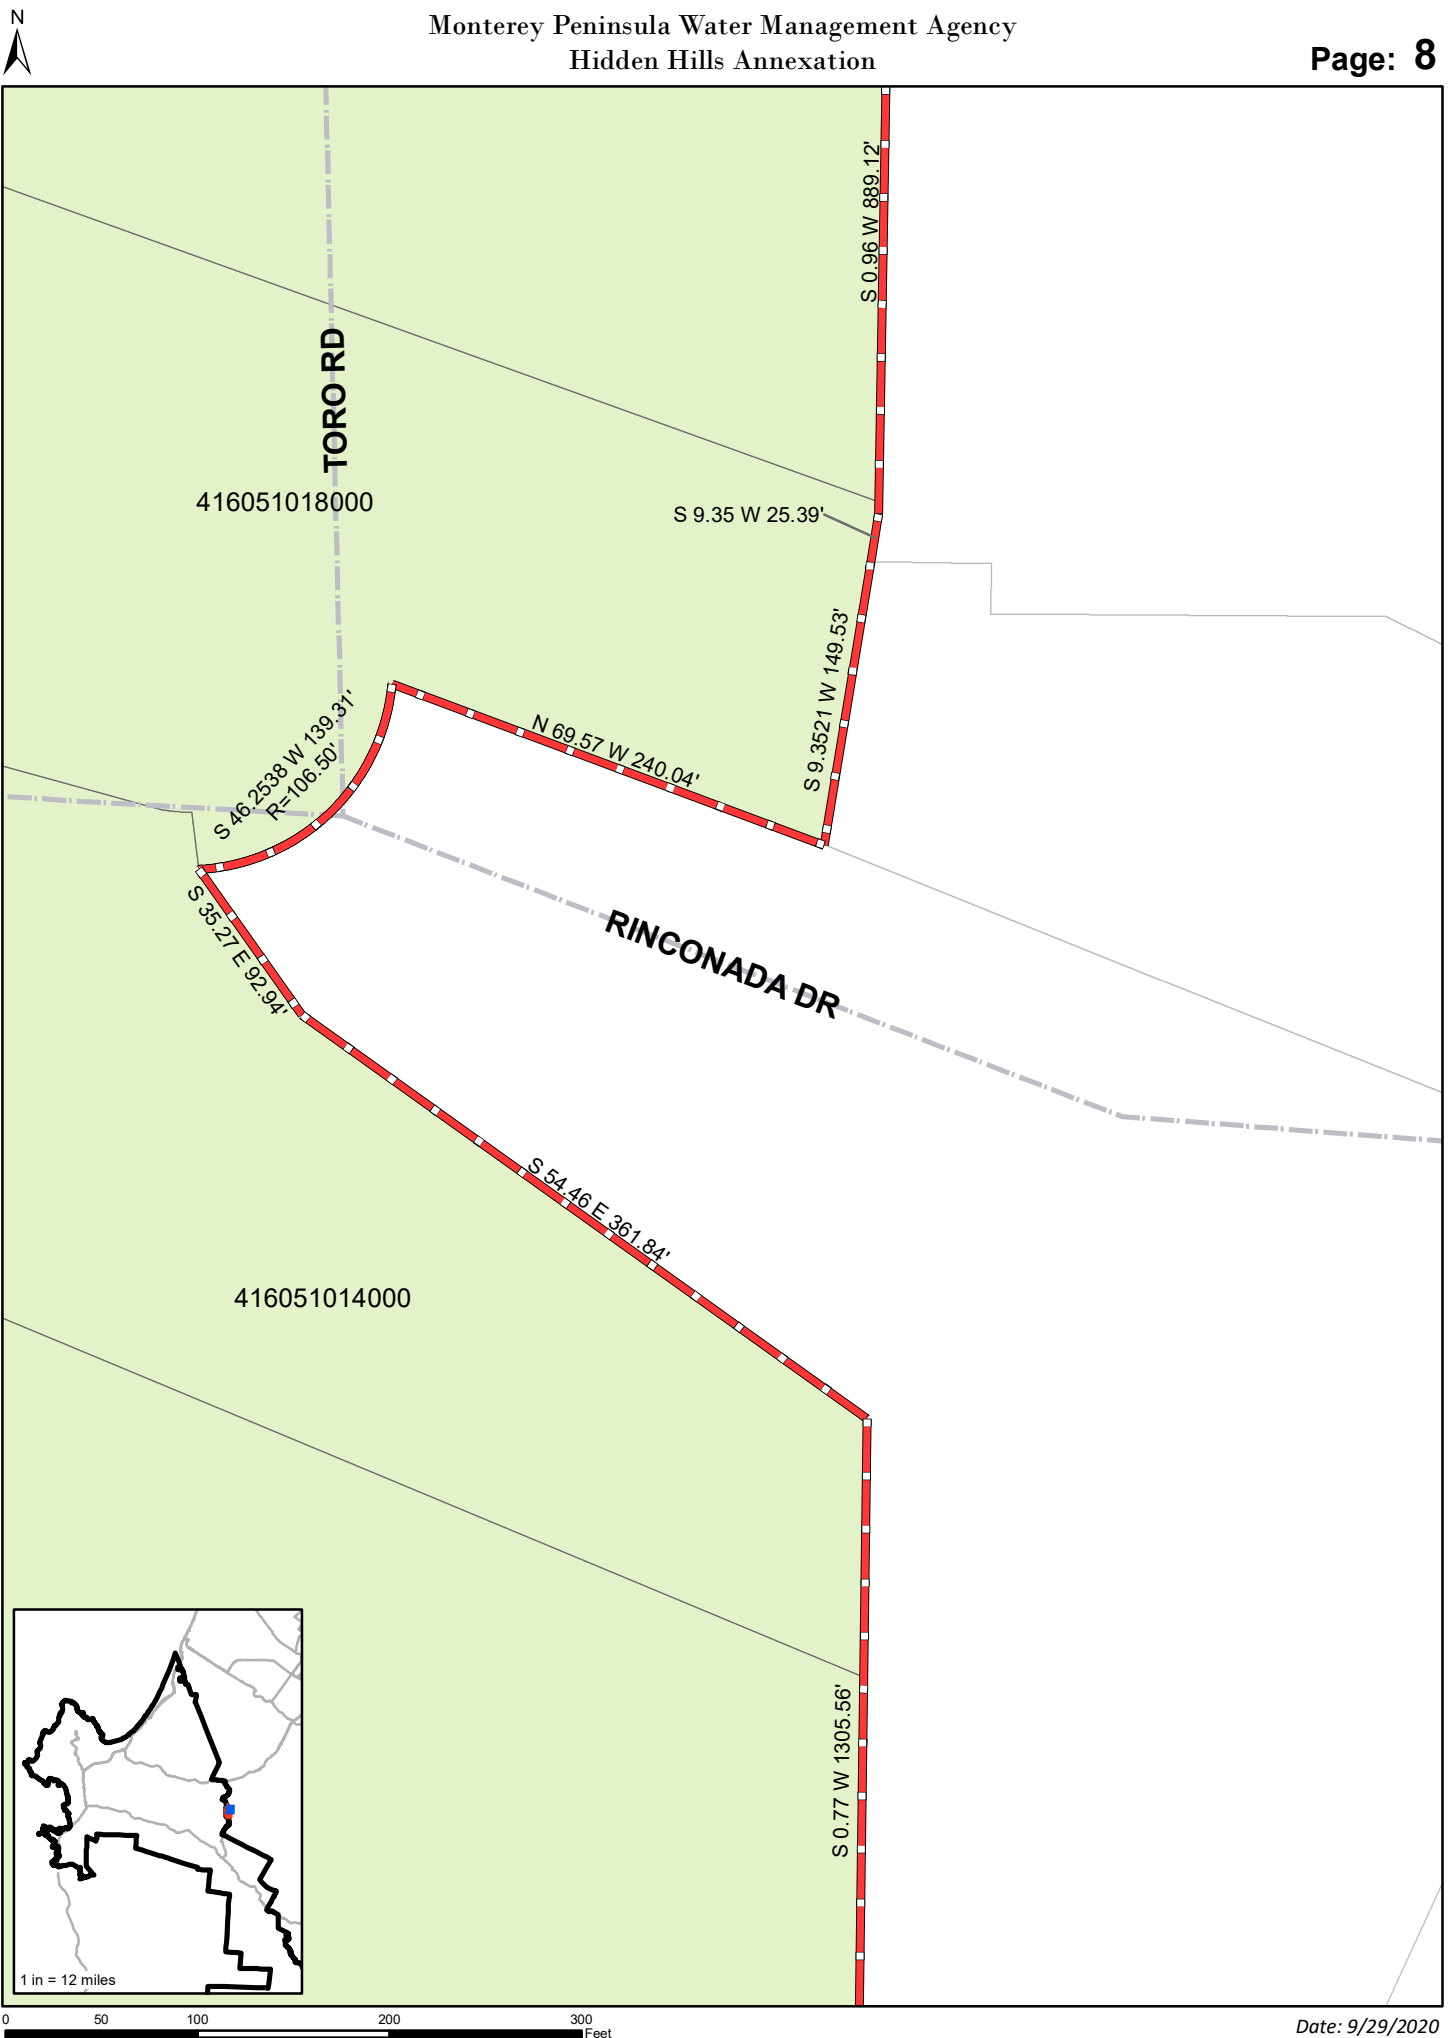 N
Monterey Peninsula Water Management Agency
Hidden Hills Annexation
Page: 8
S 0.96 W 889.12'
TORO RD
416051018000
S 9.35 W 25.39'
S 9.3521 W 149.53'
S 46.2538 W 139.31'
R=106.50'
N 69.57 W 240.04'
S 35.27 E 92.94'
RINCONADA DR
S 54.46 E 361.84'
416051014000
S 0.77 W 1305.56'
1 in = 12 miles
0 50 100 200 300
Feet
Date: 9/29/2020